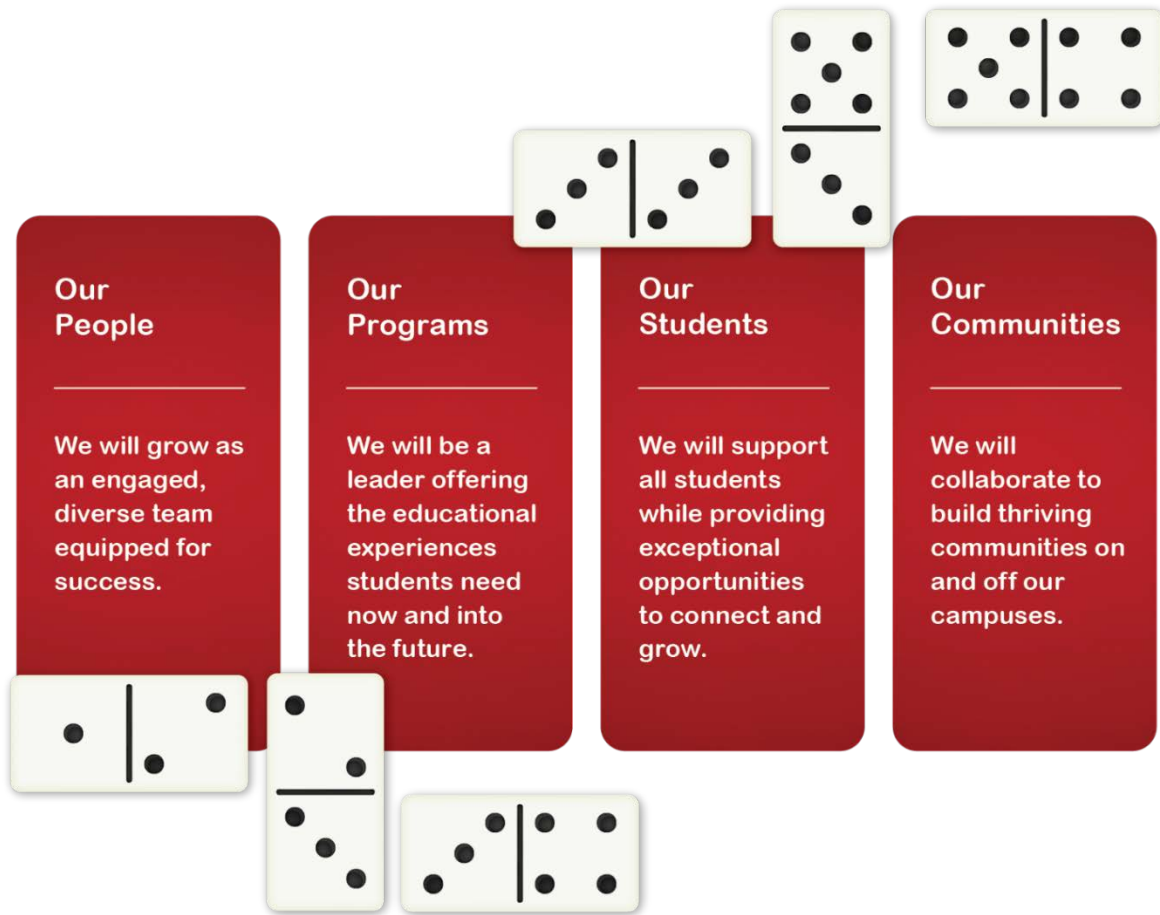 Our
People
We will grow as
an engaged,
diverse team
equipped for
success.
Our
Programs
We will be a
leader offering
the educational
experiences
students need
now and into
the future.
Our
Students
We will support
all students
while providing
exceptional
opportunities
to connect and
grow.
Our
Communities
We will
collaborate to
build thriving
communities on
and off our
campuses.